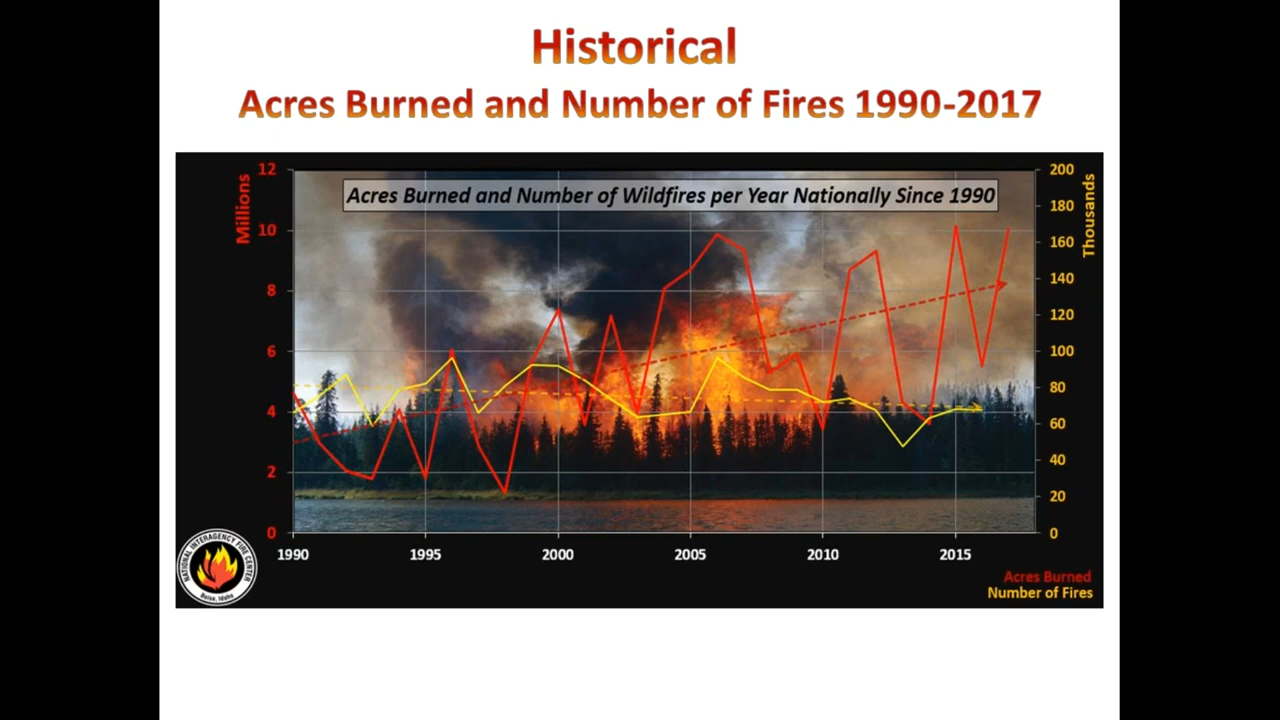 Historical
Acres Burned and Number of Fires 1990-2017
Acres Burned and Number of Wildfires per Year Nationally Since 1990
Millions
12
10
8
6
4
2
0
Thousands
200
180
160
140
120
100
80
60
40
20
0
1990
1995
2000
2005
2010
2015
Acres Burned
Number of Fires
NATIONAL INTERAGENCY FIRE CENTER
Boise, Idaho